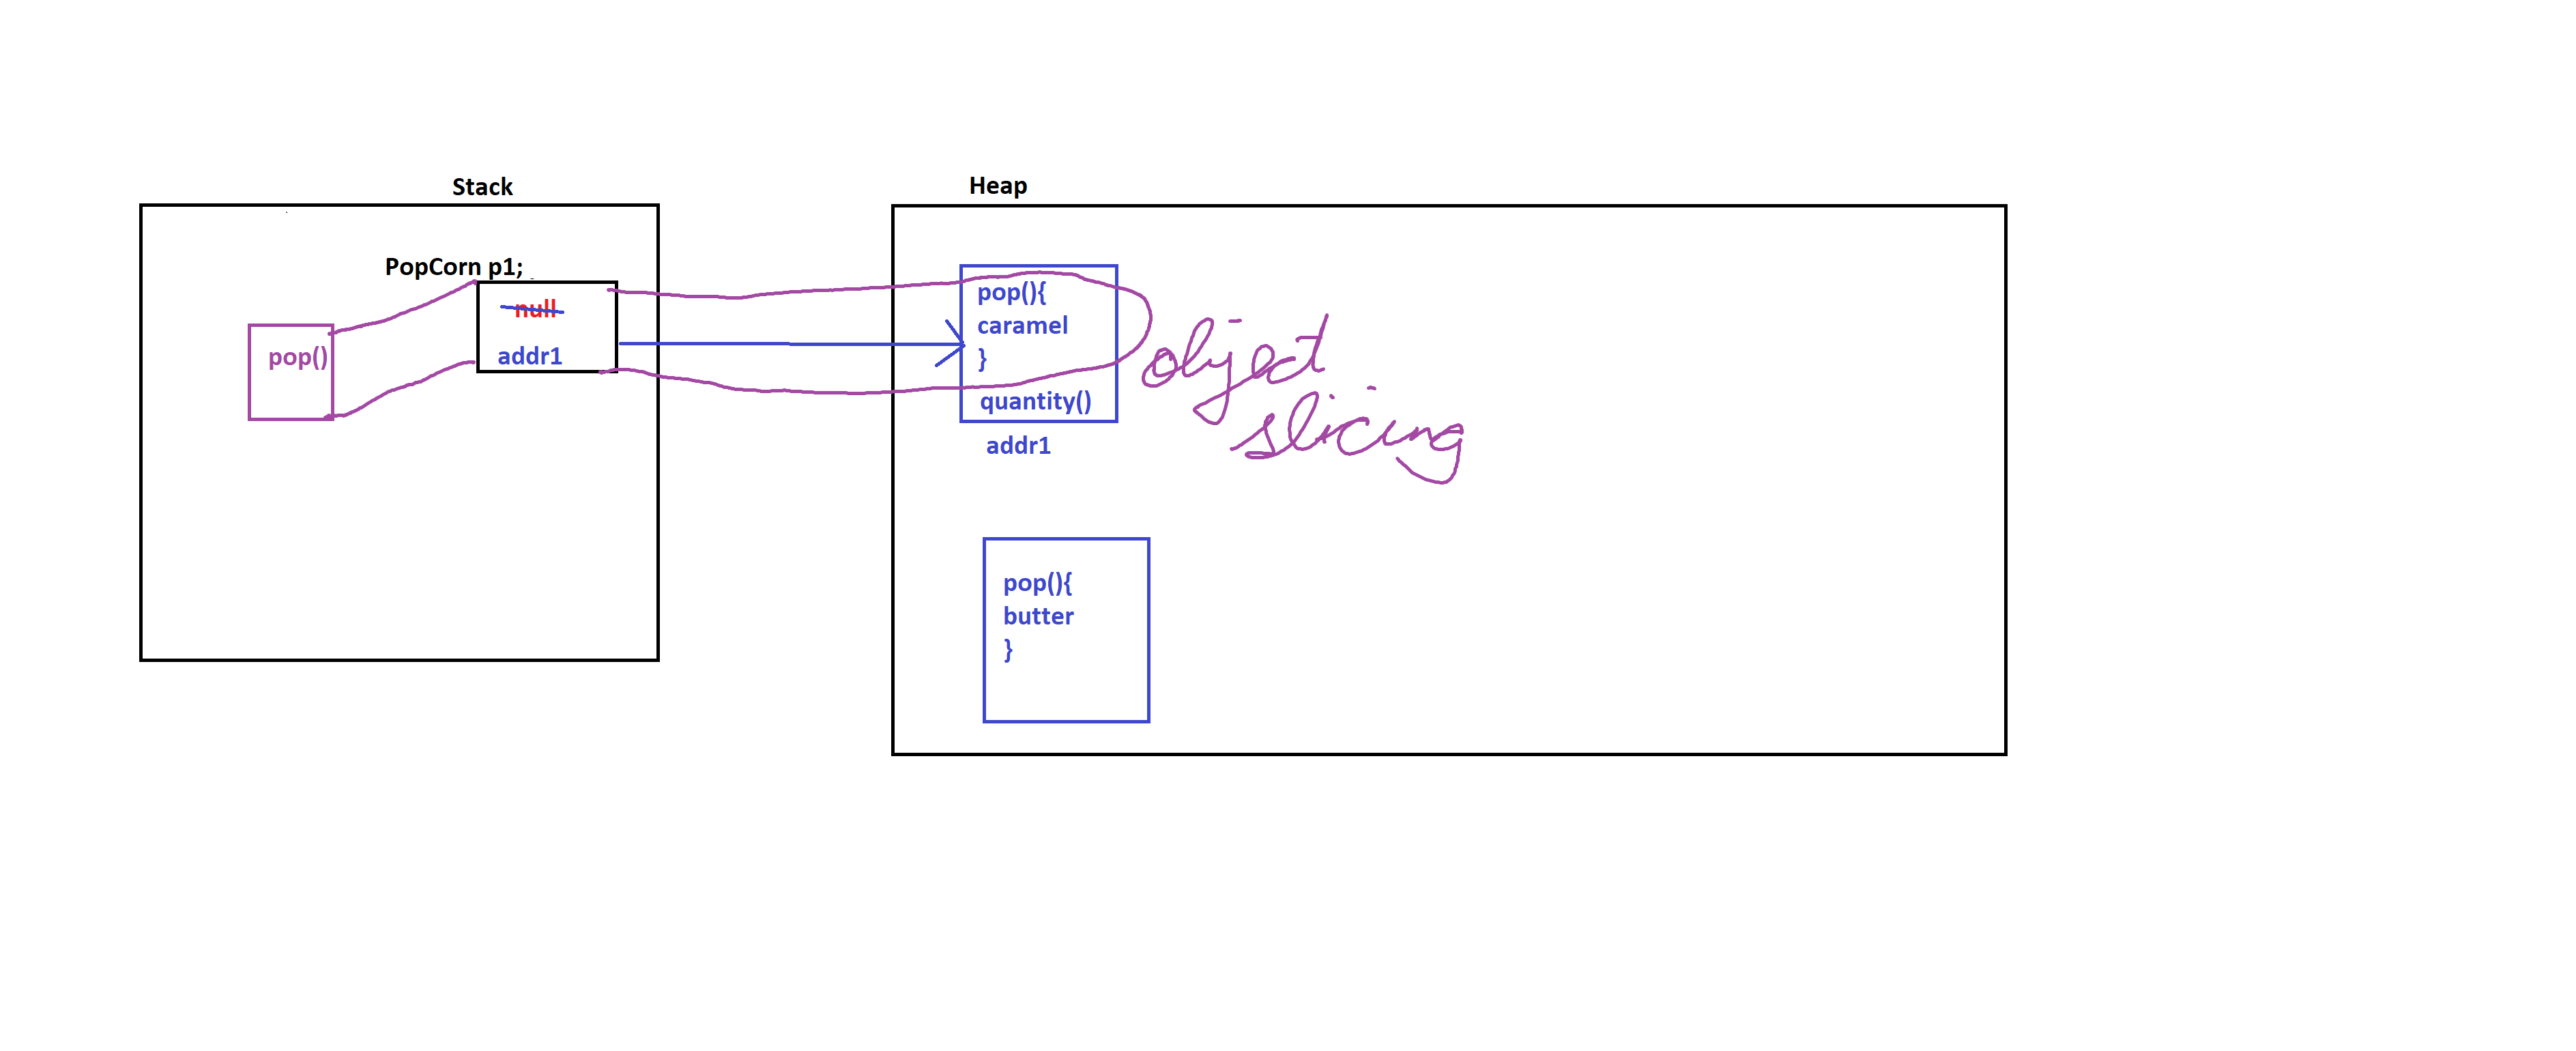 Stack
Heap
PopCorn p1;
null
addr1
pop()
pop(){
caramel
}
quantity()
addr1
object
slicing
pop(){
butter
}